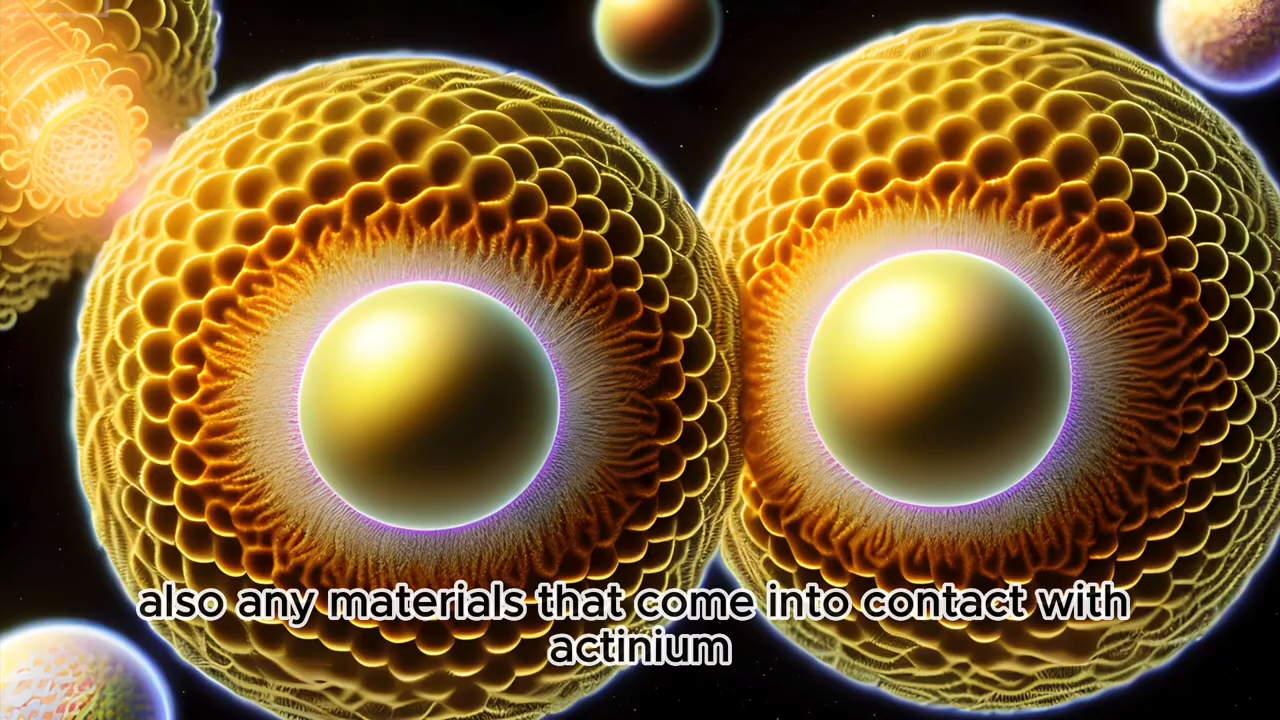 also any materials that come into contact with
actinium